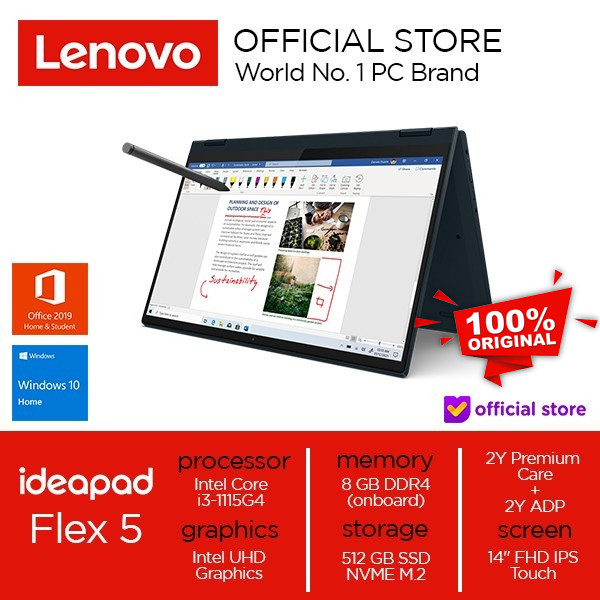 Lenovo
OFFICIAL STORE
World No. 1 PC Brand
PLANNING AND DESIGN OF
OUTDOOR SPACE
Sustainability
Office 2019
Home & Student
Windows
Windows 10
Home
100%
ORIGINAL
official store
ideapad
Flex 5
processor
Intel Core
i3-1115G4
graphics
Intel UHD
Graphics
memory
8 GB DDR4
(onboard)
storage
512 GB SSD
NVME M.2
2Y Premium
Care
+
2Y ADP
screen
14" FHD IPS
Touch